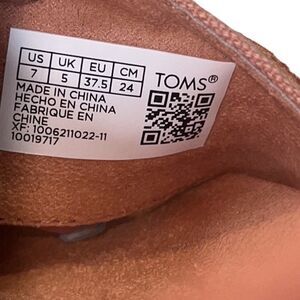 US UK EU CM
7 5 37.5 24
MADE IN CHINA
HECHO EN CHINA
FABRIQUE EN
CHINE
XF: 1006211022-11
10019717
TOMS®